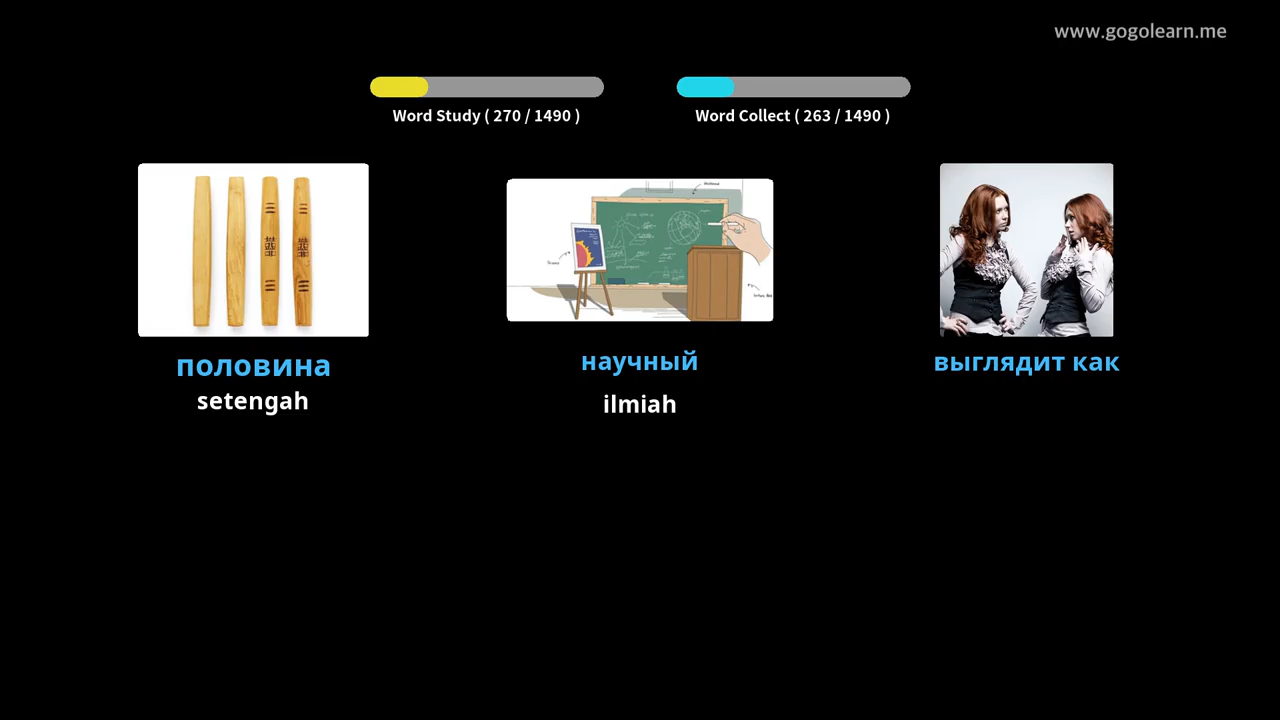 www.gogolearn.me
Word Study ( 270 / 1490 )
Word Collect ( 263 / 1490 )
половина
setengah
научный
ilmiah
выглядит как